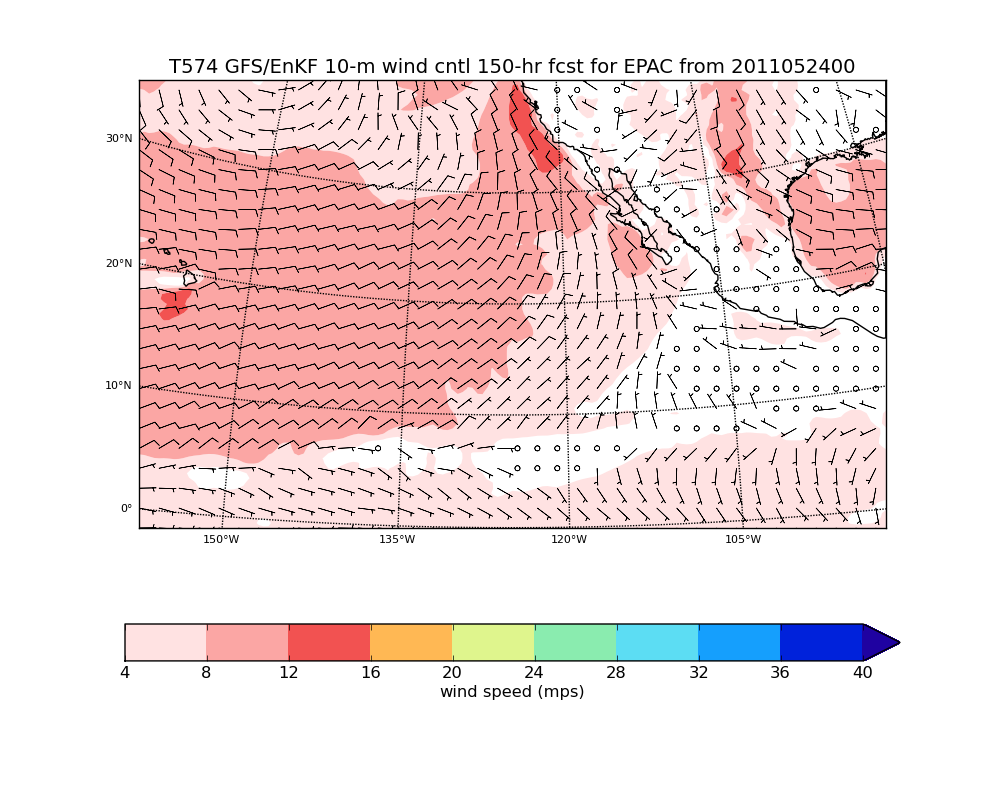 T574 GFS/EnKF 10-m wind cntl 150-hr fcst for EPAC from 2011052400
30°N
20°N
10°N
0°
150°W 135°W 120°W 105°W
4 8 12 16 20 24 28 32 36 40
wind speed (mps)